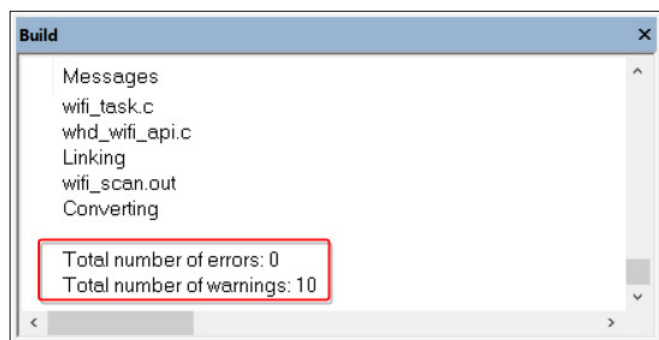 Build
Messages
wifi_task.c
whd_wifi_api.c
Linking
wifi_scan.out
Converting
Total number of errors: 0
Total number of warnings: 10